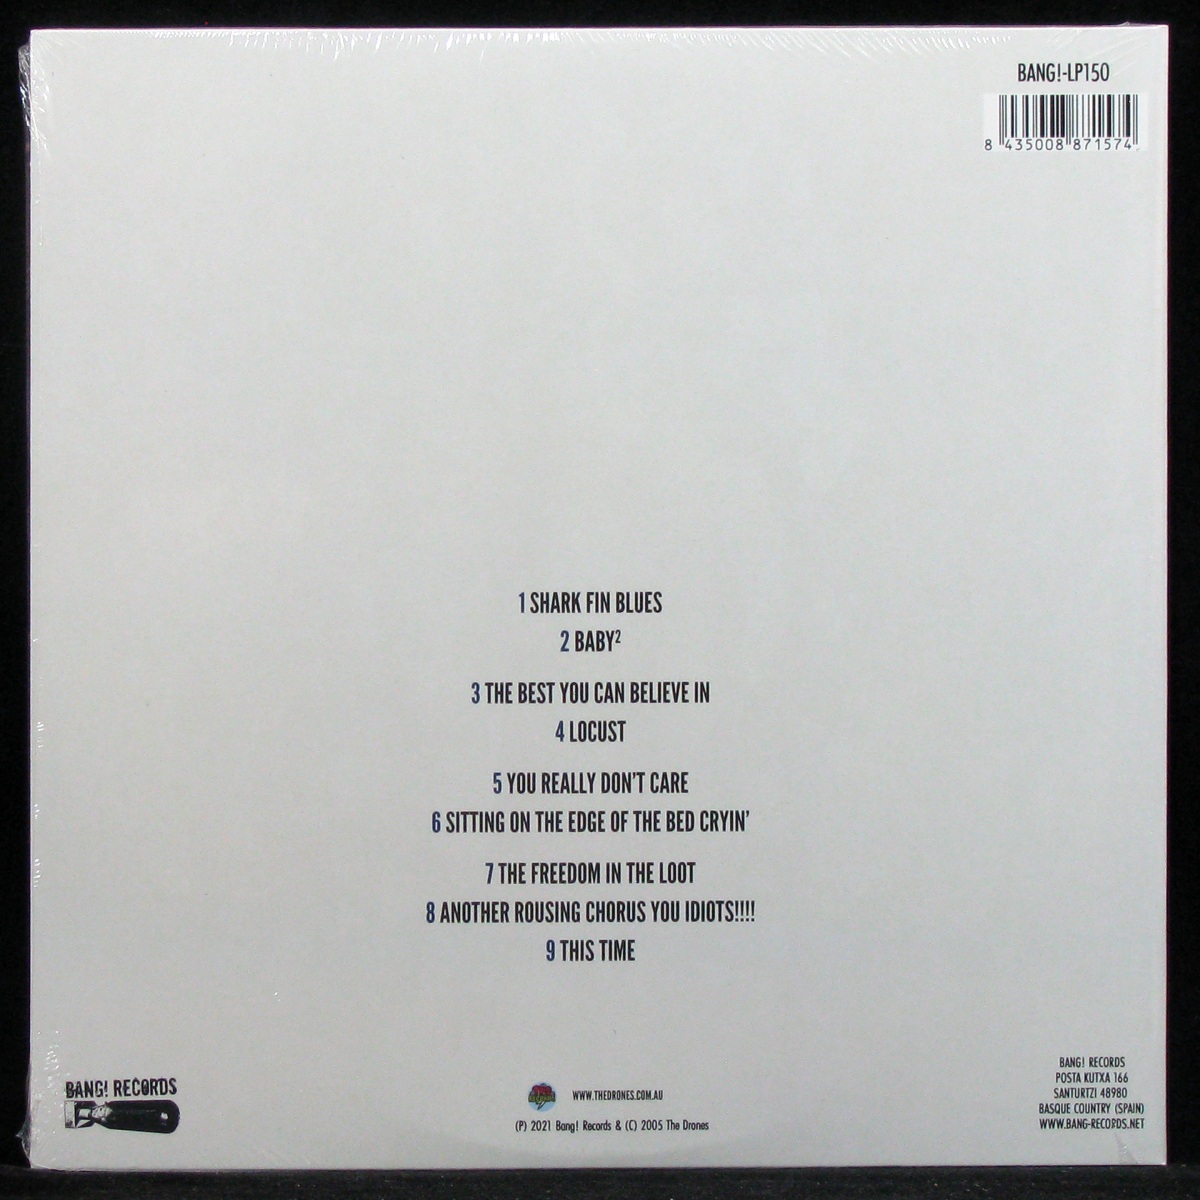 BANG!-LP150
8 435008 871574
1 SHARK FIN BLUES
2 BABY²
3 THE BEST YOU CAN BELIEVE IN
4 LOCUST
5 YOU REALLY DON'T CARE
6 SITTING ON THE EDGE OF THE BED CRYIN'
7 THE FREEDOM IN THE LOOT
8 ANOTHER ROUSING CHORUS YOU IDIOTS!!!!
9 THIS TIME
BANG! RECORDS
WWW.THEDRONES.COM.AU
(P) 2021 Bang! Records & (C) 2005 The Drones
BANG! RECORDS
POSTA KUTXA 166
SANTURTZI 48980
BASQUE COUNTRY (SPAIN)
WWW.BANG-RECORDS.NET